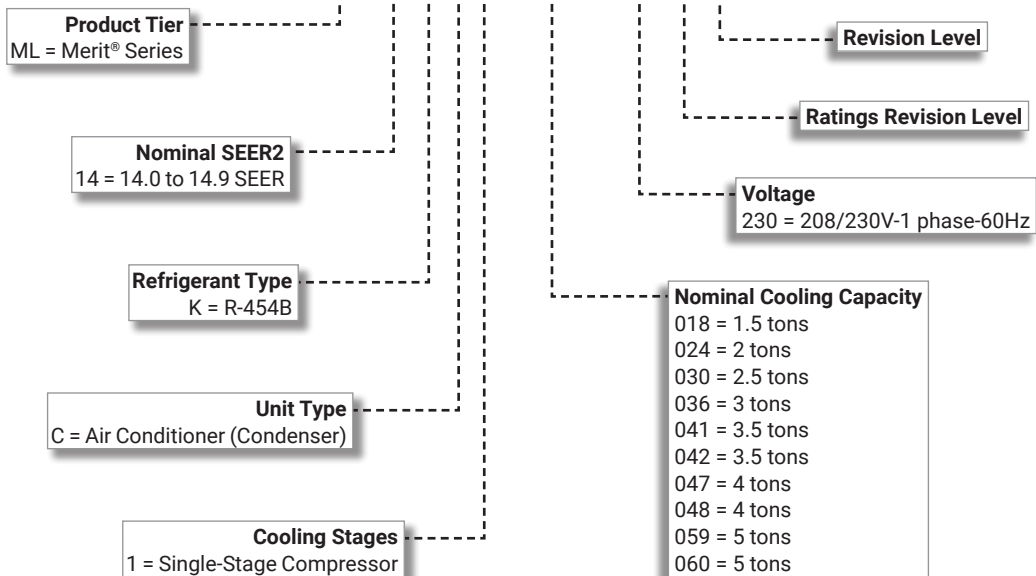 Product Tier
ML = Merit® Series
Revision Level
Ratings Revision Level
Nominal SEER2
14 = 14.0 to 14.9 SEER
Voltage
230 = 208/230V-1 phase-60Hz
Refrigerant Type
K = R-454B
Nominal Cooling Capacity
018 = 1.5 tons
024 = 2 tons
030 = 2.5 tons
036 = 3 tons
041 = 3.5 tons
042 = 3.5 tons
047 = 4 tons
048 = 4 tons
059 = 5 tons
060 = 5 tons
Unit Type
C = Air Conditioner (Condenser)
Cooling Stages
1 = Single-Stage Compressor